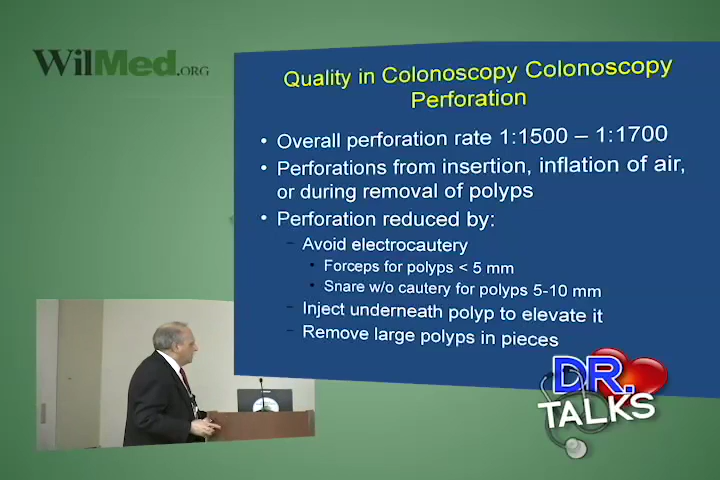 WilMed.ORG
Quality in Colonoscopy Colonoscopy
Perforation
• Overall perforation rate 1:1500 – 1:1700
• Perforations from insertion, inflation of air,
or during removal of polyps
• Perforation reduced by:
– Avoid electrocautery
• Forceps for polyps < 5 mm
• Snare w/o cautery for polyps 5-10 mm
– Inject underneath polyp to elevate it
– Remove large polyps in pieces
DR.
TALKS